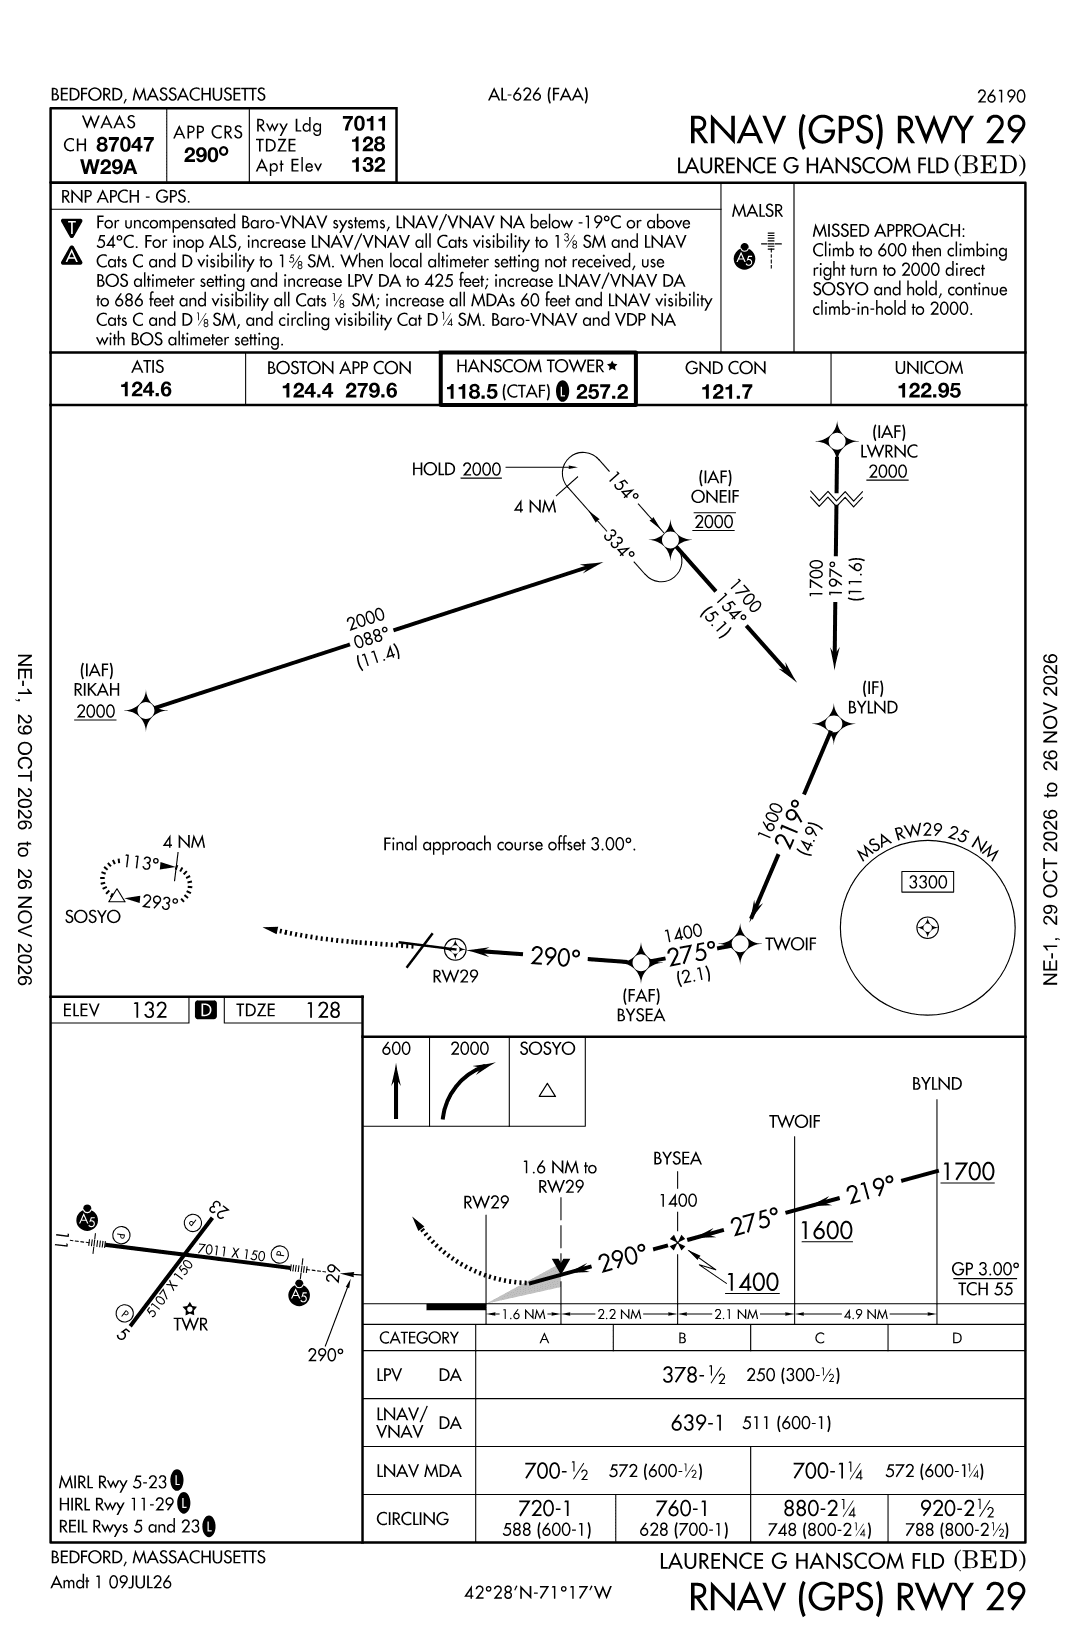 BEDFORD, MASSACHUSETTS
AL-626 (FAA)
26190
WAAS
CH 87047
W29A
APP CRS
290°
Rwy Ldg 7011
TDZE 128
Apt Elev 132
RNAV (GPS) RWY 29
LAURENCE G HANSCOM FLD (BED)
RNP APCH - GPS.
T
A
For uncompensated Baro-VNAV systems, LNAV/VNAV NA below -19°C or above
54°C. For inop ALS, increase LNAV/VNAV all Cats visibility to 1⅜ SM and LNAV
Cats C and D visibility to 1⅝ SM. When local altimeter setting not received, use
BOS altimeter setting and increase LPV DA to 425 feet; increase LNAV/VNAV DA
to 686 feet and visibility all Cats ⅛ SM; increase all MDAs 60 feet and LNAV visibility
Cats C and D ⅛ SM, and circling visibility Cat D ¼ SM. Baro-VNAV and VDP NA
with BOS altimeter setting.
MALSR
A5
MISSED APPROACH:
Climb to 600 then climbing
right turn to 2000 direct
SOSYO and hold, continue
climb-in-hold to 2000.
ATIS
124.6
BOSTON APP CON
124.4 279.6
HANSCOM TOWER★
118.5 (CTAF) L 257.2
GND CON
121.7
UNICOM
122.95
(IAF)
LWRNC
2000
HOLD 2000
4 NM
154°
334°
(IAF)
ONEIF
2000
1700
197°
(11.6)
1700
154°
(5.1)
2000
088°
(11.4)
(IAF)
RIKAH
2000
(IF)
BYLND
1600
219°
(4.9)
Final approach course offset 3.00°.
MSA RW29 25 NM
3300
4 NM
113°
293°
SOSYO
TWOIF
1400
275°
(2.1)
290°
RW29
(FAF)
BYSEA
NE-1, 29 OCT 2026 to 26 NOV 2026
NE-1, 29 OCT 2026 to 26 NOV 2026
ELEV 132
D
TDZE 128
A5
11
P
P
23
7011 X 150
P
29
A5
5107 X 150
P
5
TWR
290°
MIRL Rwy 5-23 L
HIRL Rwy 11-29 L
REIL Rwys 5 and 23 L
600
2000
SOSYO
BYLND
TWOIF
BYSEA
1400
1.6 NM to
RW29
RW29
1700
219°
1600
275°
1400
290°
GP 3.00°
TCH 55
1.6 NM
2.2 NM
2.1 NM
4.9 NM
CATEGORY A B C D
LPV DA 378-½ 250 (300-½)
LNAV/
VNAV DA 639-1 511 (600-1)
LNAV MDA 700-½ 572 (600-½) 700-1¼ 572 (600-1¼)
CIRCLING
720-1
588 (600-1)
760-1
628 (700-1)
880-2¼
748 (800-2¼)
920-2½
788 (800-2½)
BEDFORD, MASSACHUSETTS
Amdt 1 09JUL26
42°28'N-71°17'W
LAURENCE G HANSCOM FLD (BED)
RNAV (GPS) RWY 29